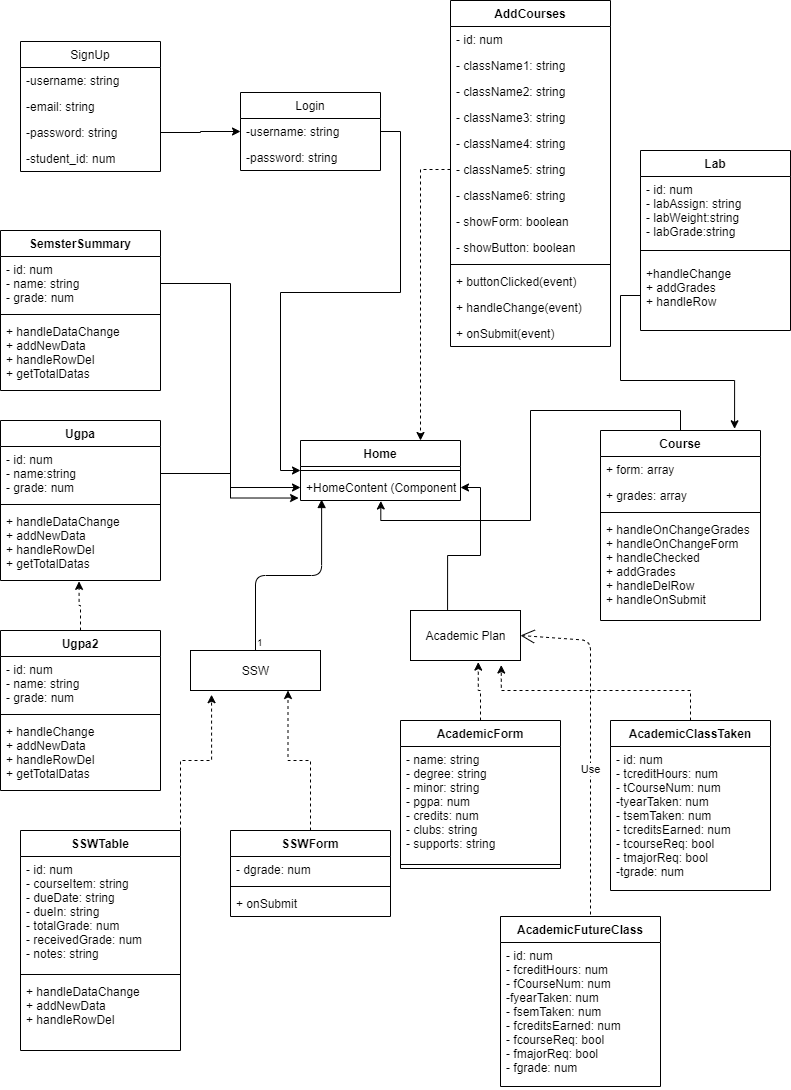 AddCourses
- id: num
- className1: string
- className2: string
- className3: string
- className4: string
- className5: string
- className6: string
- showForm: boolean
- showButton: boolean
+ buttonClicked(event)
+ handleChange(event)
+ onSubmit(event)
SignUp
-username: string
-email: string
-password: string
-student_id: num
Login
-username: string
-password: string
Lab
- id: num
- labAssign: string
- labWeight:string
- labGrade:string
+handleChange
+ addGrades
+ handleRow
SemsterSummary
- id: num
- name: string
- grade: num
+ handleDataChange
+ addNewData
+ handleRowDel
+ getTotalDatas
Ugpa
- id: num
- name:string
- grade: num
+ handleDataChange
+ addNewData
+ handleRowDel
+ getTotalDatas
Home
+HomeContent (Component
Course
+ form: array
+ grades: array
+ handleOnChangeGrades
+ handleOnChangeForm
+ handleChecked
+ addGrades
+ handleDelRow
+ handleOnSubmit
Ugpa2
- id: num
- name: string
- grade: num
+ handleChange
+ addNewData
+ handleRowDel
+ getTotalDatas
1
SSW
Academic Plan
Use
AcademicForm
- name: string
- degree: string
- minor: string
- pgpa: num
- credits: num
- clubs: string
- supports: string
AcademicClassTaken
- id: num
- tcreditHours: num
- tCourseNum: num
-tyearTaken: num
- tsemTaken: num
- tcreditsEarned: num
- tcourseReq: bool
- tmajorReq: bool
-tgrade: num
SSWTable
- id: num
- courseItem: string
- dueDate: string
- dueIn: string
- totalGrade: num
- receivedGrade: num
- notes: string
+ handleDataChange
+ addNewData
+ handleRowDel
SSWForm
- dgrade: num
+ onSubmit
AcademicFutureClass
- id: num
- fcreditHours: num
- fCourseNum: num
-fyearTaken: num
- fsemTaken: num
- fcreditsEarned: num
- fcourseReq: bool
- fmajorReq: bool
- fgrade: num